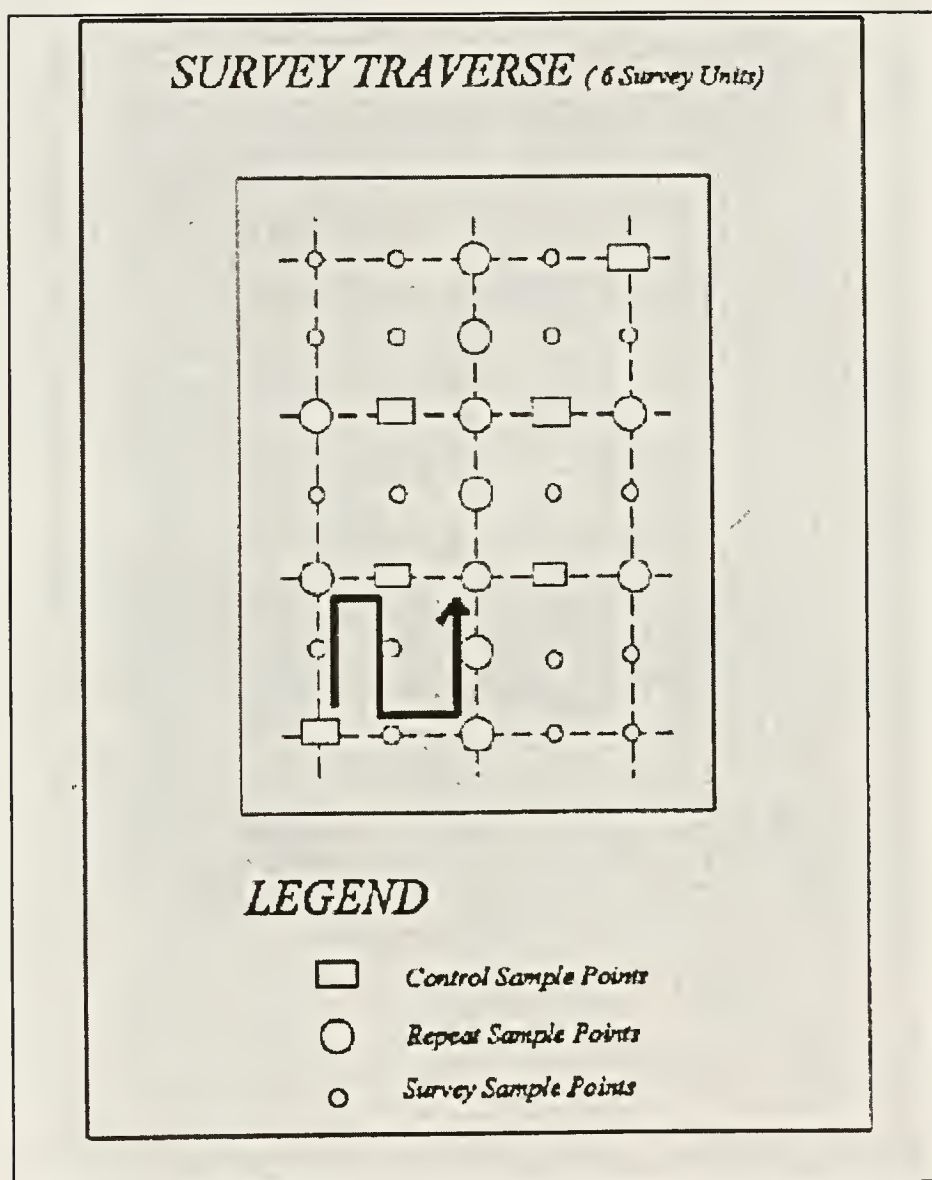 SURVEY TRAVERSE ( 6 Survey Units)
LEGEND
Control Sample Points
Repeat Sample Points
Survey Sample Points